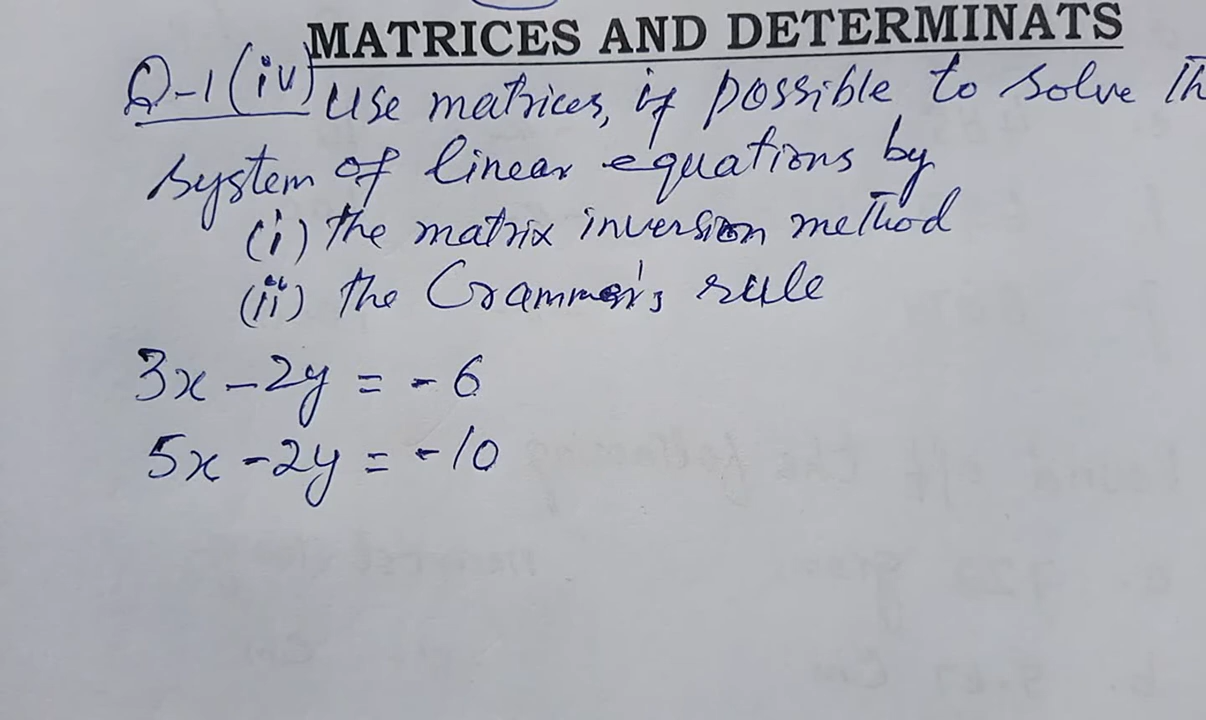 MATRICES AND DETERMINATS
Q-1(iv) Use matrices, if possible to solve th
system of linear equations by
(i) the matrix inversion method
(ii) the Crammer's rule
3x - 2y = - 6
5x - 2y = - 10